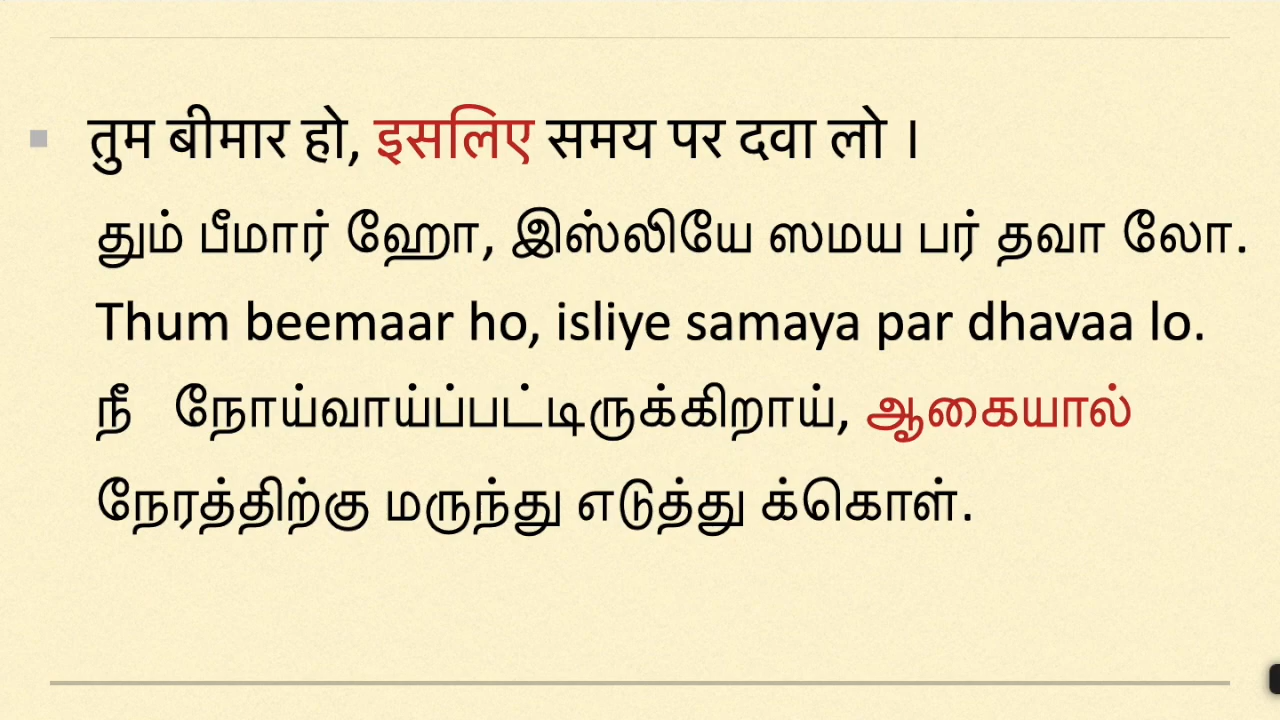 तुम बीमार हो, इसलिए समय पर दवा लो ।
தும் பீமார் ஹோ, இஸ்லியே ஸமய பர் தவா லோ.
Thum beemaar ho, isliye samaya par dhavaa lo.
நீ நோய்வாய்ப்பட்டிருக்கிறாய், ஆகையால்
நேரத்திற்கு மருந்து எடுத்து க்கொள்.